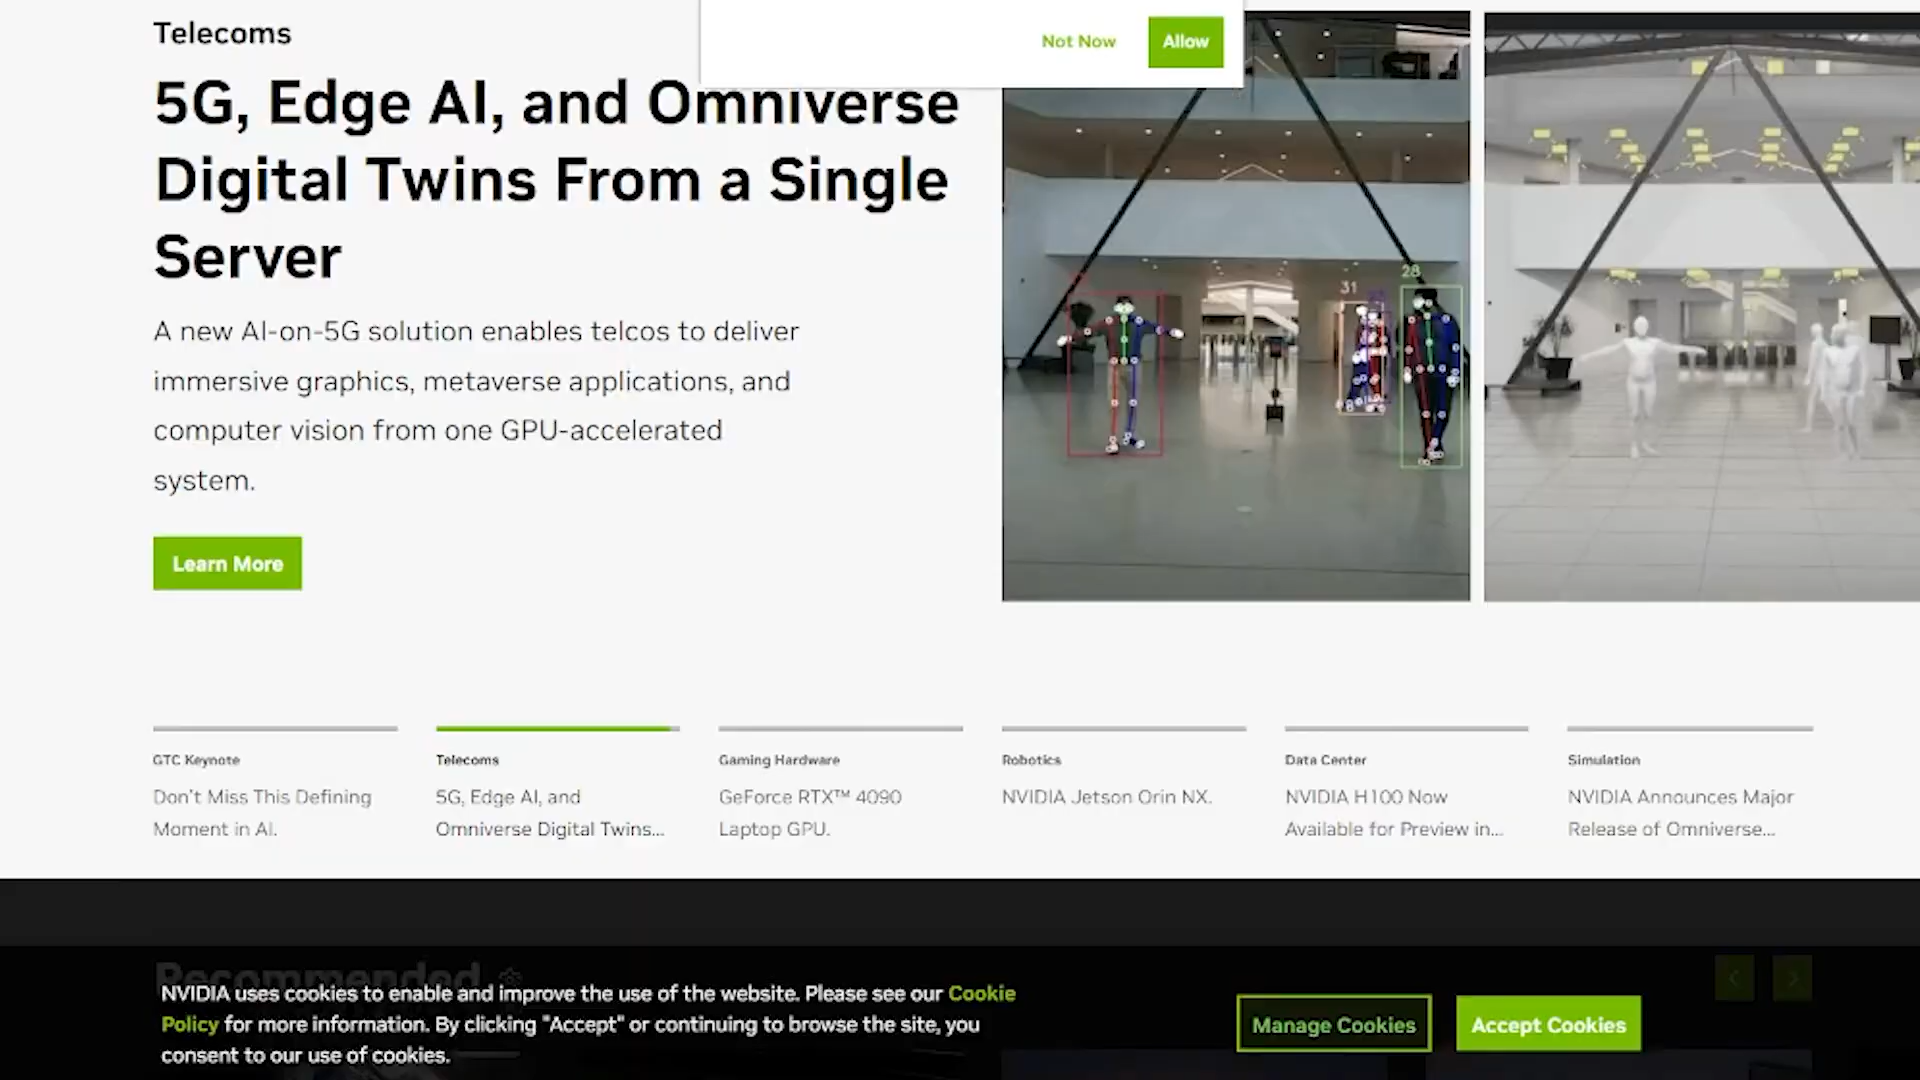 Telecoms
Not Now
Allow
5G, Edge AI, and Omniverse
Digital Twins From a Single
Server
A new AI-on-5G solution enables telcos to deliver
immersive graphics, metaverse applications, and
computer vision from one GPU-accelerated
system.
Learn More
31
28
GTC Keynote
Don't Miss This Defining
Moment in AI.
Telecoms
5G, Edge AI, and
Omniverse Digital Twins...
Gaming Hardware
GeForce RTX™ 4090
Laptop GPU.
Robotics
NVIDIA Jetson Orin NX.
Data Center
NVIDIA H100 Now
Available for Preview in...
Simulation
NVIDIA Announces Major
Release of Omniverse...
Recommended
NVIDIA uses cookies to enable and improve the use of the website. Please see our Cookie
Policy for more information. By clicking "Accept" or continuing to browse the site, you
consent to our use of cookies.
Manage Cookies
Accept Cookies